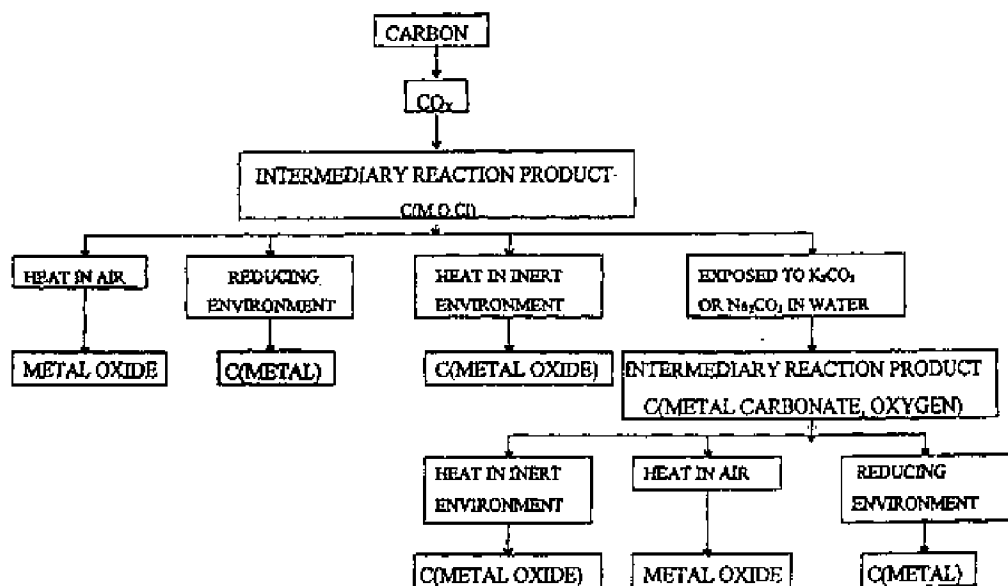 CARBON
COx
INTERMEDIARY REACTION PRODUCT-
C(M.O.Cl)
HEAT IN AIR
REDUCING
ENVIRONMENT
HEAT IN INERT
ENVIRONMENT
EXPOSED TO K₂CO₃
OR Na₂CO₃ IN WATER
METAL OXIDE
C(METAL)
C(METAL OXIDE)
INTERMEDIARY REACTION PRODUCT
C(METAL CARBONATE, OXYGEN)
HEAT IN INERT
ENVIRONMENT
HEAT IN AIR
REDUCING
ENVIRONMENT
C(METAL OXIDE)
METAL OXIDE
C(METAL)